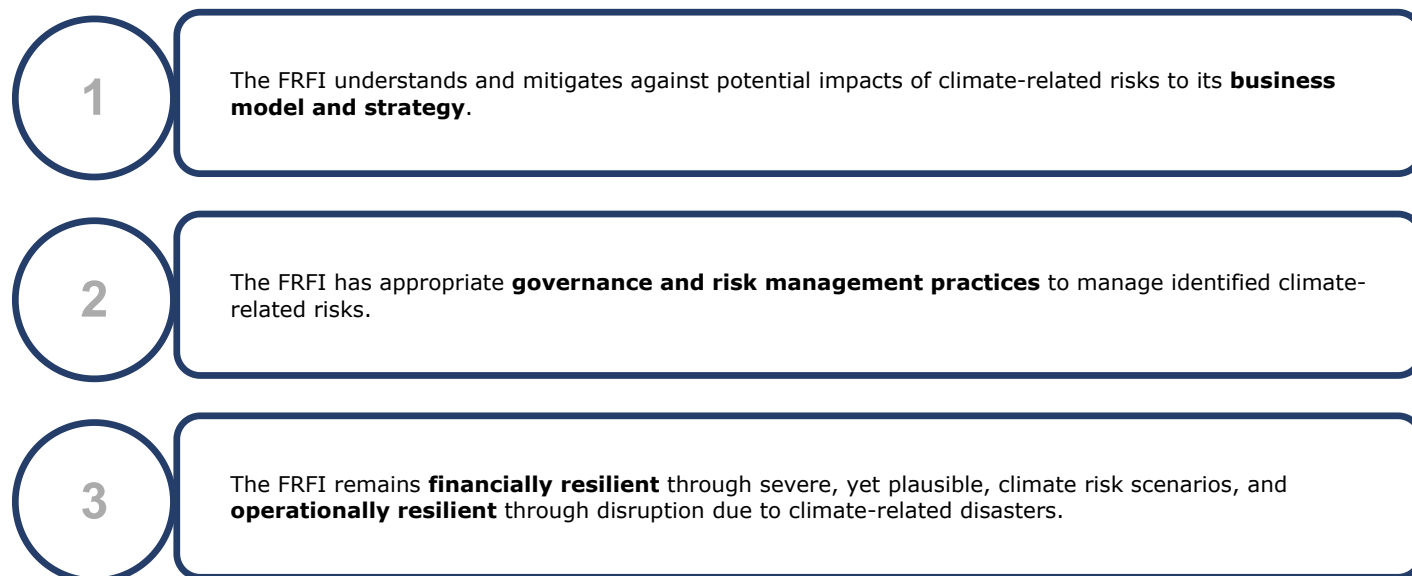 1
The FRFI understands and mitigates against potential impacts of climate-related risks to its business
model and strategy.
2
The FRFI has appropriate governance and risk management practices to manage identified climate-
related risks.
3
The FRFI remains financially resilient through severe, yet plausible, climate risk scenarios, and
operationally resilient through disruption due to climate-related disasters.